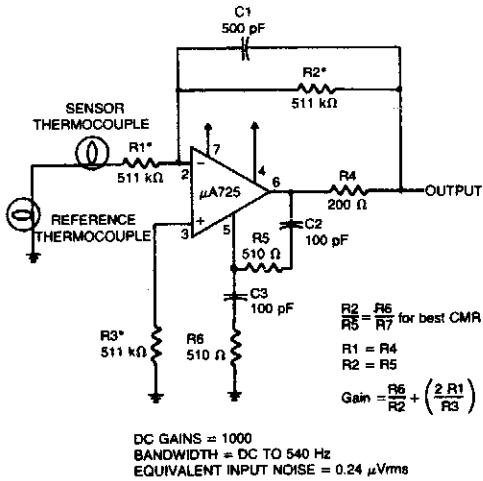 C1
500 pF
R2*
511 kΩ
SENSOR
THERMOCOUPLE
R1*
511 kΩ
2
−
7
4
μA725
6
R4
200 Ω
OUTPUT
REFERENCE
THERMOCOUPLE
+
3
5
R5
510 Ω
C2
100 pF
C3
100 pF
R3*
511 kΩ
R6
510 Ω
R2/R5 = R6/R7 for best CMR
R1 = R4
R2 = R5
Gain = R6/R2 + (2 R1/R3)
DC GAINS = 1000
BANDWIDTH = DC TO 540 Hz
EQUIVALENT INPUT NOISE = 0.24 μVrms